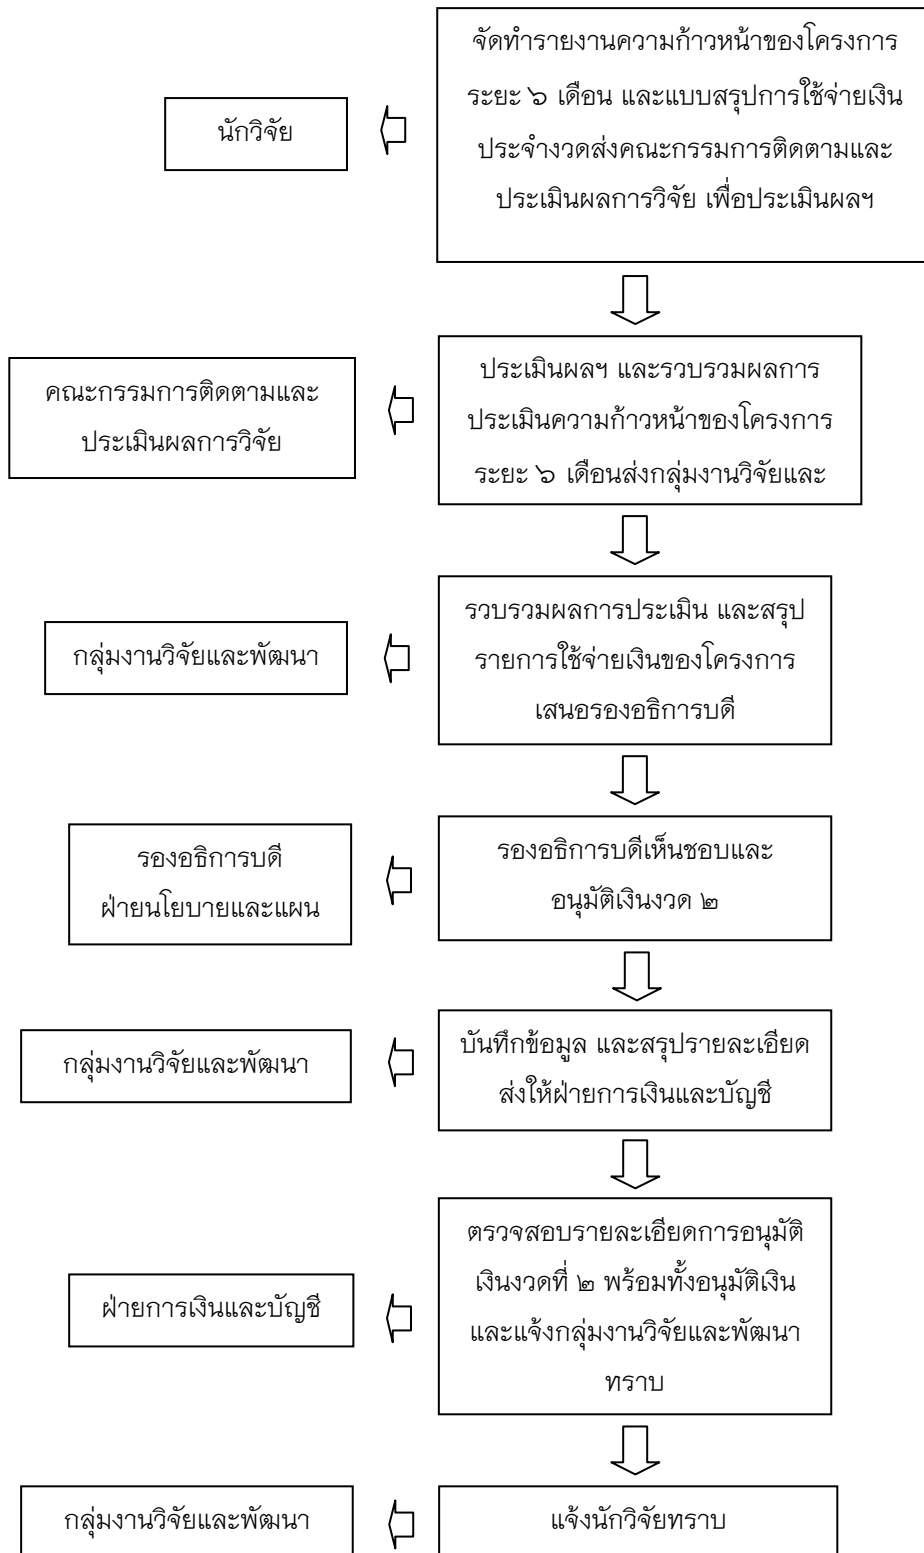 จัดทำรายงานความก้าวหน้าของโครงการ
ระยะ ๖ เดือน และแบบสรุปการใช้จ่ายเงิน
ประจำงวดส่งคณะกรรมการติดตามและ
ประเมินผลการวิจัย เพื่อประเมินผลฯ
นักวิจัย
ประเมินผลฯ และรวบรวมผลการ
ประเมินความก้าวหน้าของโครงการ
ระยะ ๖ เดือนส่งกลุ่มงานวิจัยและ
คณะกรรมการติดตามและ
ประเมินผลการวิจัย
รวบรวมผลการประเมิน และสรุป
รายการใช้จ่ายเงินของโครงการ
เสนอรองอธิการบดี
กลุ่มงานวิจัยและพัฒนา
รองอธิการบดีเห็นชอบและ
อนุมัติเงินงวด ๒
รองอธิการบดี
ฝ่ายนโยบายและแผน
บันทึกข้อมูล และสรุปรายละเอียด
ส่งให้ฝ่ายการเงินและบัญชี
กลุ่มงานวิจัยและพัฒนา
ตรวจสอบรายละเอียดการอนุมัติ
เงินงวดที่ ๒ พร้อมทั้งอนุมัติเงิน
และแจ้งกลุ่มงานวิจัยและพัฒนา
ทราบ
ฝ่ายการเงินและบัญชี
แจ้งนักวิจัยทราบ
กลุ่มงานวิจัยและพัฒนา